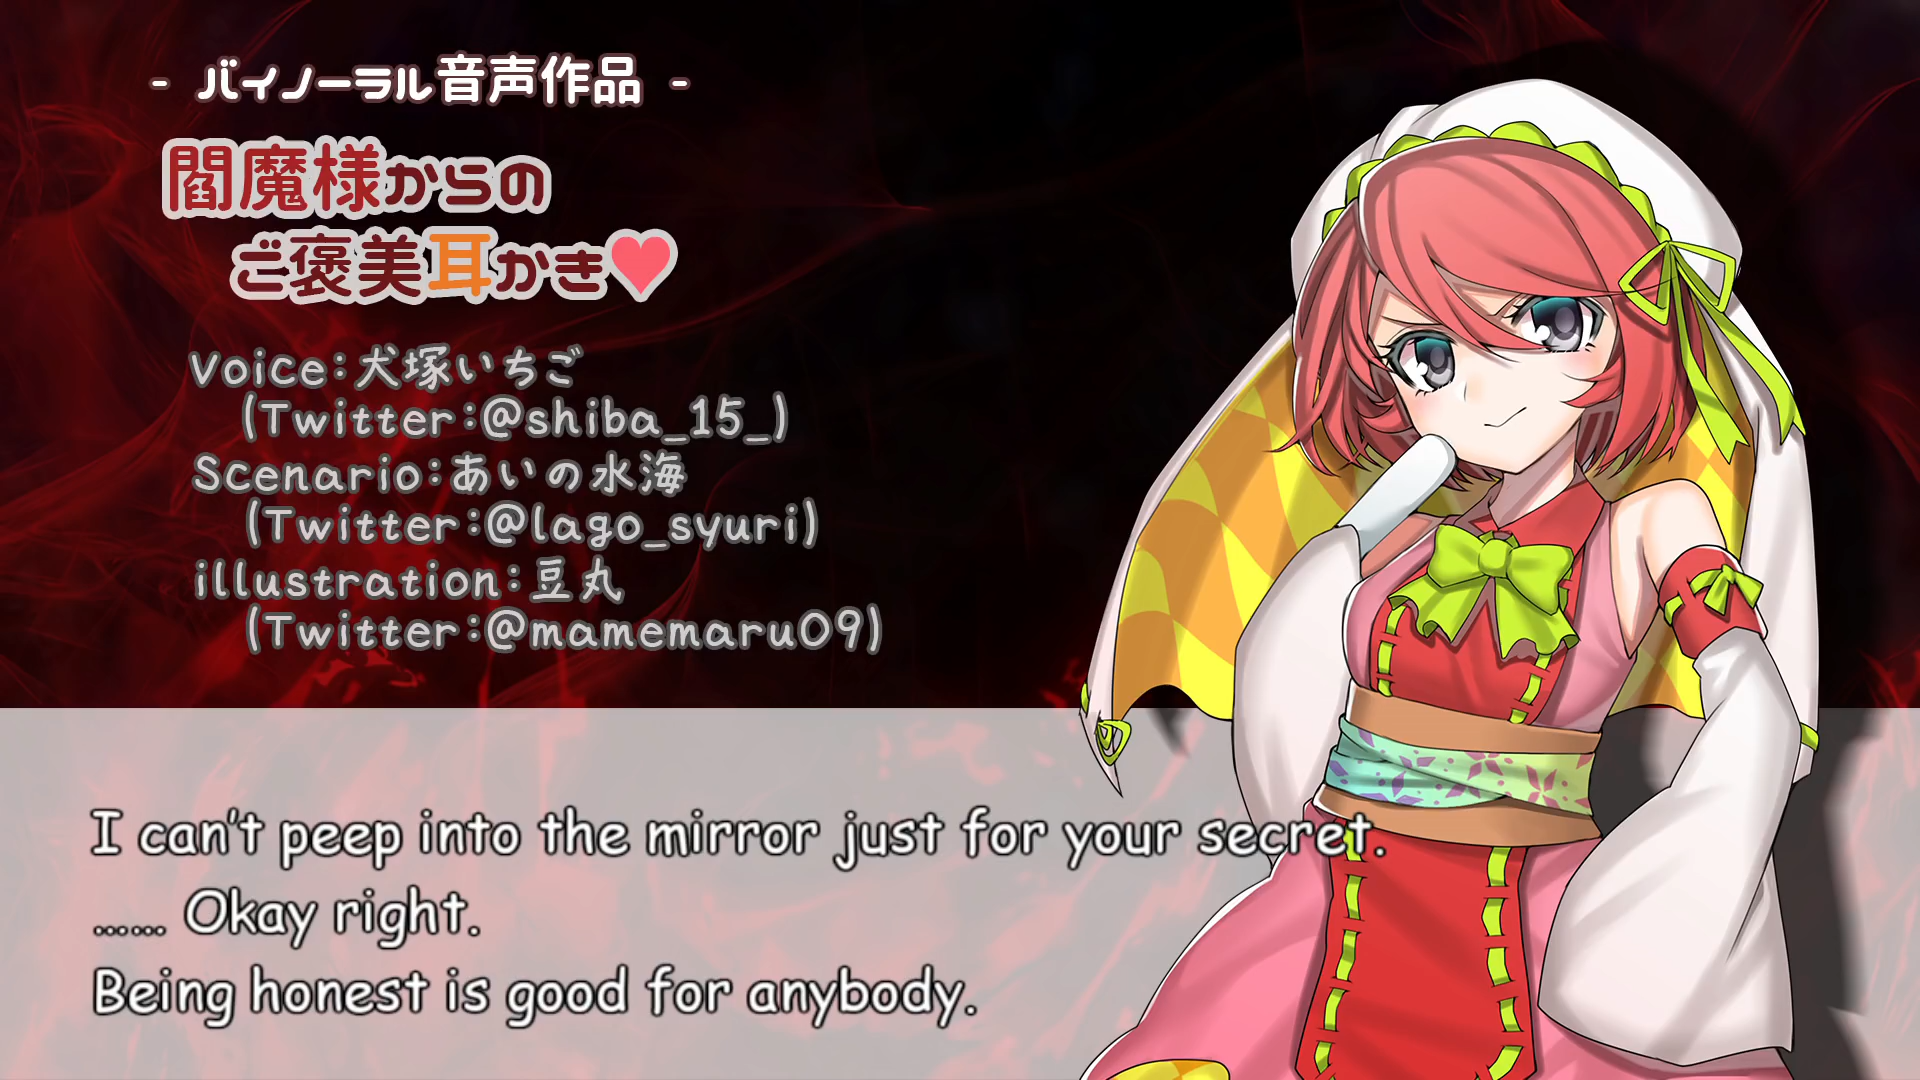 - バイノーラル音声作品 -
閻魔様からの
ご褒美耳かき♥
Voice:犬塚いちご
(Twitter:@shiba_15_)
Scenario:あいの水海
(Twitter:@lago_syuri)
illustration:豆丸
(Twitter:@mamemaru09)
I can't peep into the mirror just for your secret.
…… Okay right.
Being honest is good for anybody.